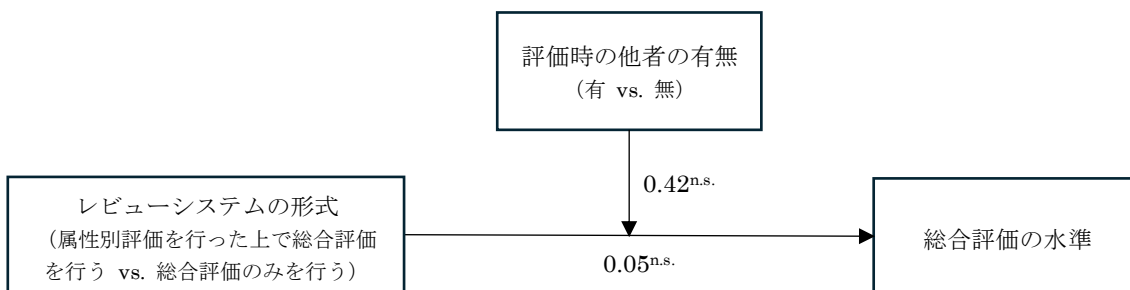 評価時の他者の有無
（有 vs. 無）
0.42n.s.
レビューシステムの形式
（属性別評価を行った上で総合評価
を行う vs. 総合評価のみを行う）
0.05n.s.
総合評価の水準